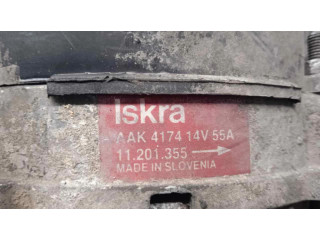 Iskra
AAK 4174 14V 55A
11.201.355
MADE IN SLOVENIA